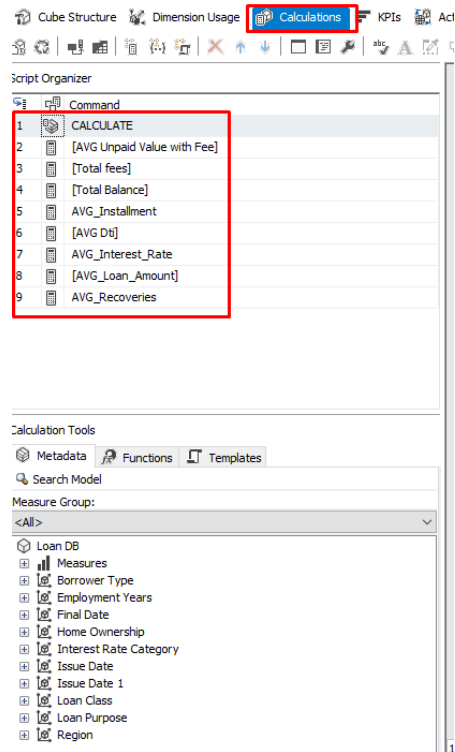 Cube Structure Dimension Usage Calculations KPIs
Script Organizer
Command
1 CALCULATE
2 [AVG Unpaid Value with Fee]
3 [Total fees]
4 [Total Balance]
5 AVG_Installment
6 [AVG Dti]
7 AVG_Interest_Rate
8 [AVG_Loan_Amount]
9 AVG_Recoveries
Calculation Tools
Metadata Functions Templates
Search Model
Measure Group:
<All>
Loan DB
Measures
Borrower Type
Employment Years
Final Date
Home Ownership
Interest Rate Category
Issue Date
Issue Date 1
Loan Class
Loan Purpose
Region